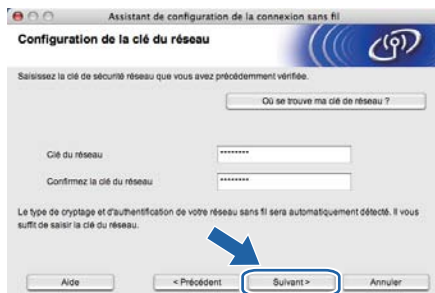 Assistant de configuration de la connexion sans fil
Configuration de la clé du réseau
Saisissez la clé de sécurité réseau que vous avez précédemment vérifiée.
Où se trouve ma clé de réseau ?
Clé du réseau
********
Confirmez la clé du réseau
********
Le type de cryptage et d'authentification de votre réseau sans fil sera automatiquement détecté. Il vous
suffit de saisir la clé du réseau.
Aide < Précédent Suivant > Annuler